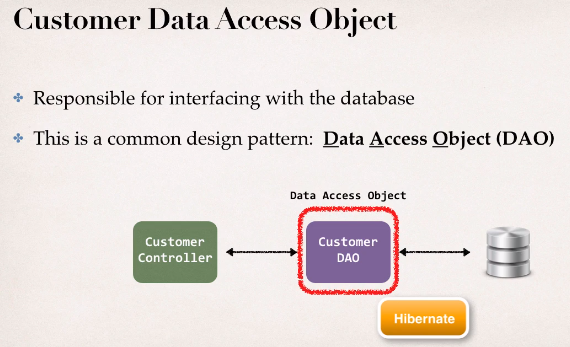 Customer Data Access Object
Responsible for interfacing with the database
This is a common design pattern: Data Access Object (DAO)
Data Access Object
Customer
Controller
Customer
DAO
Hibernate